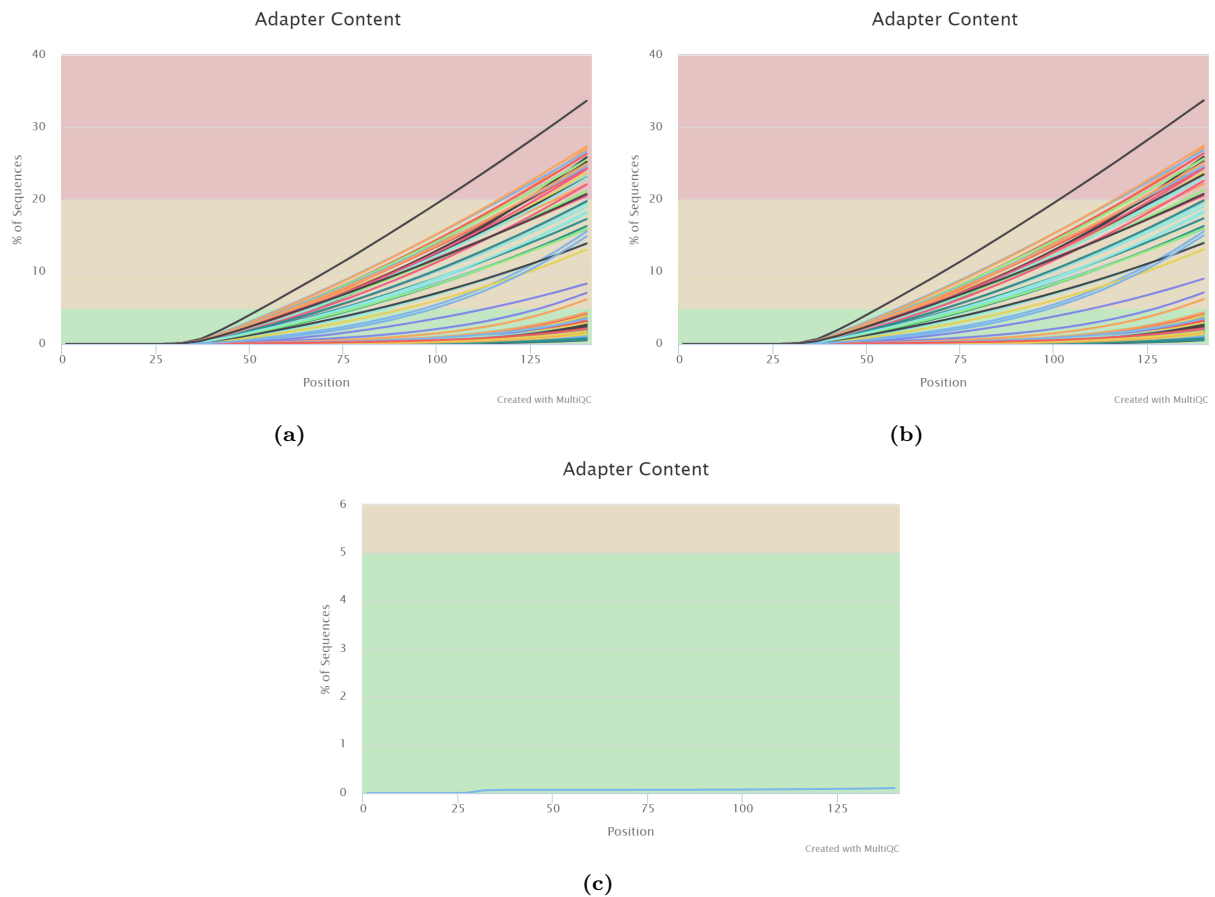 Adapter Content
40
30
20
10
0
% of Sequences
0 25 50 75 100 125
Position
Created with MultiQC
(a)
Adapter Content
40
30
20
10
0
% of Sequences
0 25 50 75 100 125
Position
Created with MultiQC
(b)
Adapter Content
6
5
4
3
2
1
0
% of Sequences
0 25 50 75 100 125
Position
Created with MultiQC
(c)